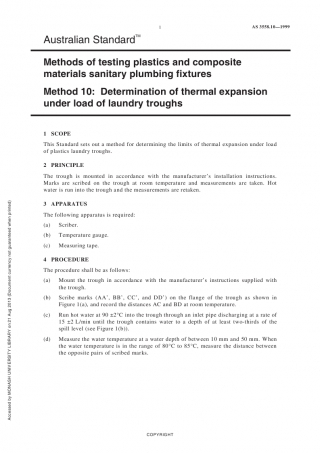 1
AS 3558.10—1999
Australian Standard™
Methods of testing plastics and composite
materials sanitary plumbing fixtures
Method 10: Determination of thermal expansion
under load of laundry troughs
1 SCOPE
This Standard sets out a method for determining the limits of thermal expansion under load
of plastics laundry troughs.
2 PRINCIPLE
The trough is mounted in accordance with the manufacturer's installation instructions.
Marks are scribed on the trough at room temperature and measurements are taken. Hot
water is run into the trough and the measurements are retaken.
3 APPARATUS
The following apparatus is required:
(a) Scriber.
(b) Temperature gauge.
(c) Measuring tape.
4 PROCEDURE
The procedure shall be as follows:
(a) Mount the trough in accordance with the manufacturer's instructions supplied with
the trough.
(b) Scribe marks (AA', BB', CC', and DD') on the flange of the trough as shown in
Figure 1(a), and record the distances AC and BD at room temperature.
(c) Run hot water at 90 ±2°C into the trough through an inlet pipe discharging at a rate of
15 ±2 L/min until the trough contains water to a depth of at least two-thirds of the
spill level (see Figure 1(b)).
(d) Measure the water temperature at a water depth of between 10 mm and 50 mm. When
the water temperature is in the range of 80°C to 85°C, measure the distance between
the opposite pairs of scribed marks.
Accessed by MONASH UNIVERSITY LIBRARY on 21 Aug 2012 (Document currency not guaranteed when printed)
COPYRIGHT